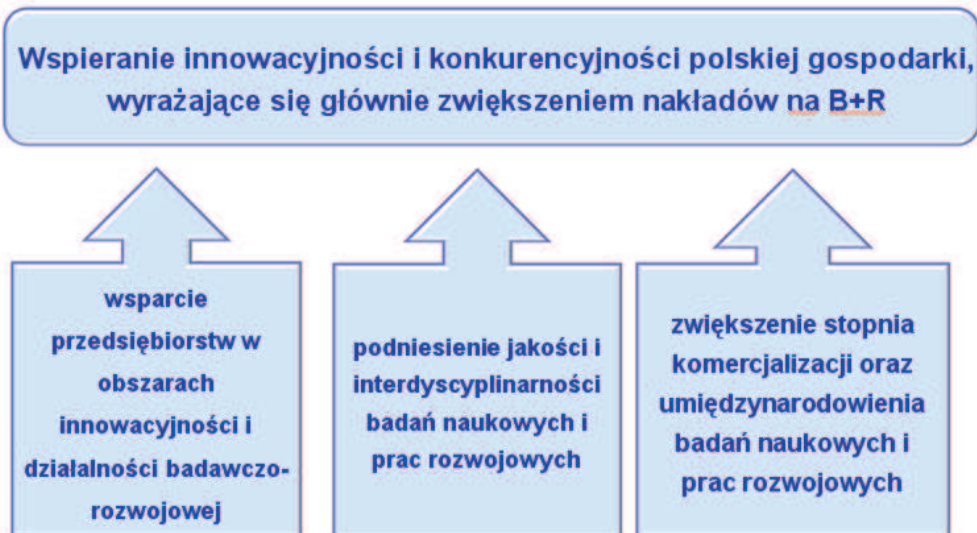 Wspieranie innowacyjności i konkurencyjności polskiej gospodarki,
wyrażające się głównie zwiększeniem nakładów na B+R
wsparcie
przedsiębiorstw w
obszarach
innowacyjności i
działalności badawczo-
rozwojowej
podniesienie jakości i
interdyscyplinarności
badań naukowych i
prac rozwojowych
zwiększenie stopnia
komercjalizacji oraz
umiędzynarodowienia
badań naukowych i
prac rozwojowych